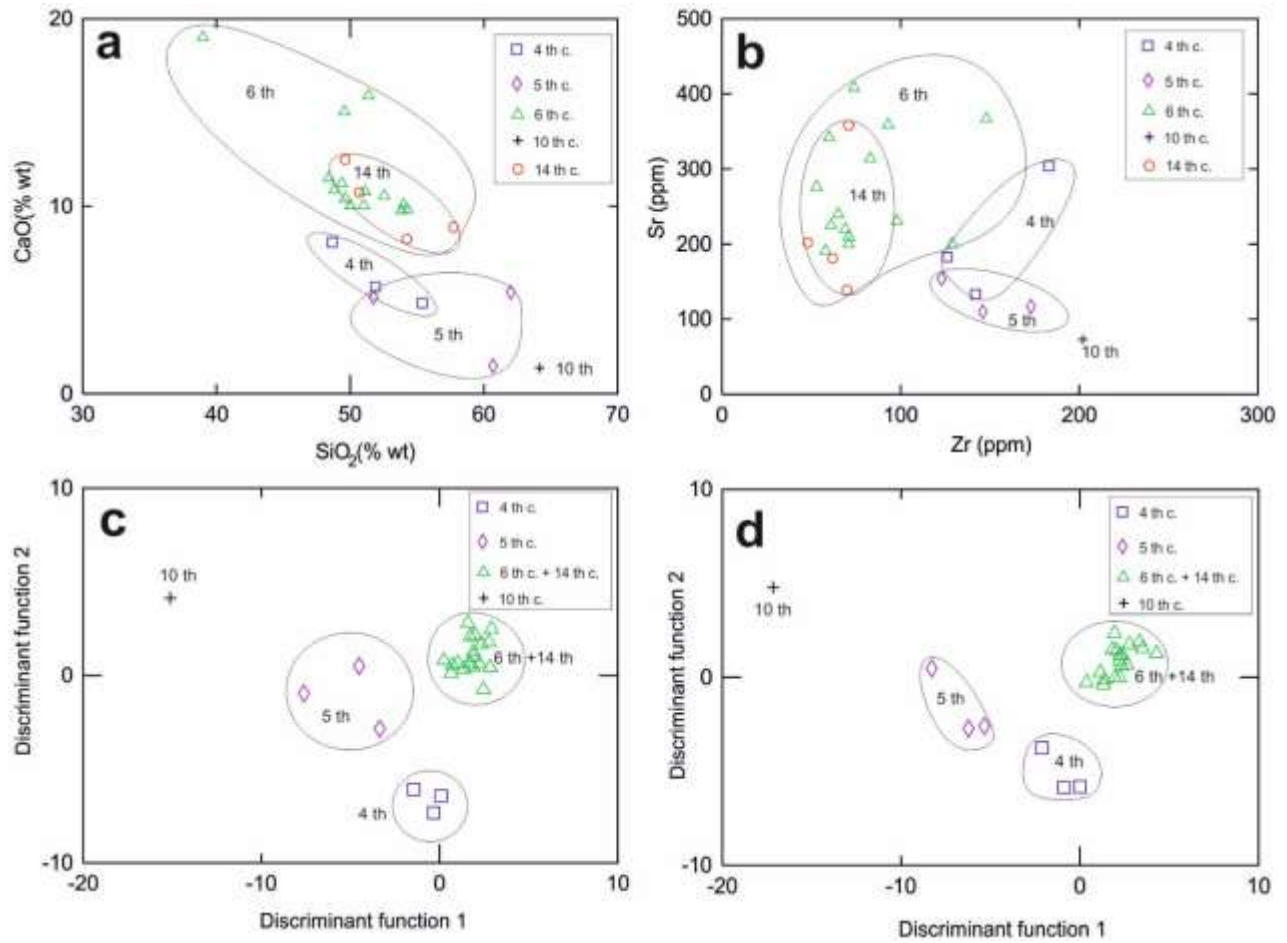 a
20
10
0
CaO(% wt)
30
40
50
60
70
SiO2(% wt)
4 th c.
5 th c.
6 th c.
10 th c.
14 th c.
6 th
14 th
4 th
5 th
10 th
b
500
400
300
200
100
0
Sr (ppm)
0
100
200
300
Zr (ppm)
4 th c.
5 th c.
6 th c.
10 th c.
14 th c.
6 th
14 th
4 th
5 th
10 th
c
10
0
-10
Discriminant function 2
-20
-10
0
10
Discriminant function 1
4 th c.
5 th c.
6 th c. + 14 th c.
10 th c.
10 th
6 th +14 th
5 th
4 th
d
10
0
-10
Discriminant function 2
-20
-10
0
10
Discriminant function 1
4 th c.
5 th c.
6 th c. + 14 th c.
10 th c.
10 th
6 th +14 th
5 th
4 th